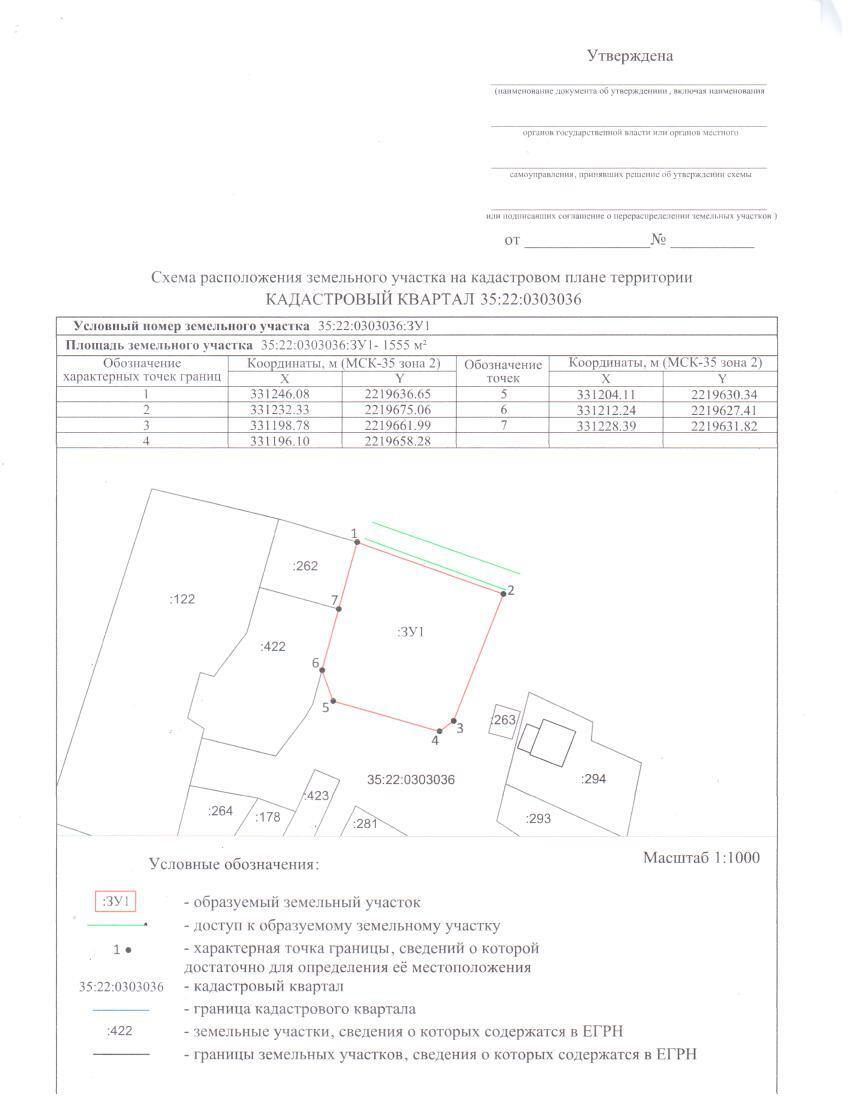 Утверждена
(наименование документа об утверждениии , включая наименования
органов государственной власти или органов местного
самоуправления, принявших решение об утверждении схемы
или подписавших соглашение о перераспределении земельных участков )
от _______________№ __________
Схема расположения земельного участка на кадастровом плане территории
КАДАСТРОВЫЙ КВАРТАЛ 35:22:0303036
Условный номер земельного участка 35:22:0303036:ЗУ1
Площадь земельного участка 35:22:0303036:ЗУ1- 1555 м²
Обозначение характерных точек границ Координаты, м (МСК-35 зона 2) Обозначение точек Координаты, м (МСК-35 зона 2)
X Y X Y
1 331246.08 2219636.65 5 331204.11 2219630.34
2 331232.33 2219675.06 6 331212.24 2219627.41
3 331198.78 2219661.99 7 331228.39 2219631.82
4 331196.10 2219658.28
1
:262
2
:122
7
:ЗУ1
:422
6
5
3
:263
4
35:22:0303036
:294
:423
:264
:178
:281
:293
Масштаб 1:1000
Условные обозначения:
:ЗУ1 - образуемый земельный участок
- доступ к образуемому земельному участку
1 - характерная точка границы, сведений о которой
достаточно для определения её местоположения
35:22:0303036 - кадастровый квартал
- граница кадастрового квартала
:422 - земельные участки, сведения о которых содержатся в ЕГРН
- границы земельных участков, сведения о которых содержатся в ЕГРН